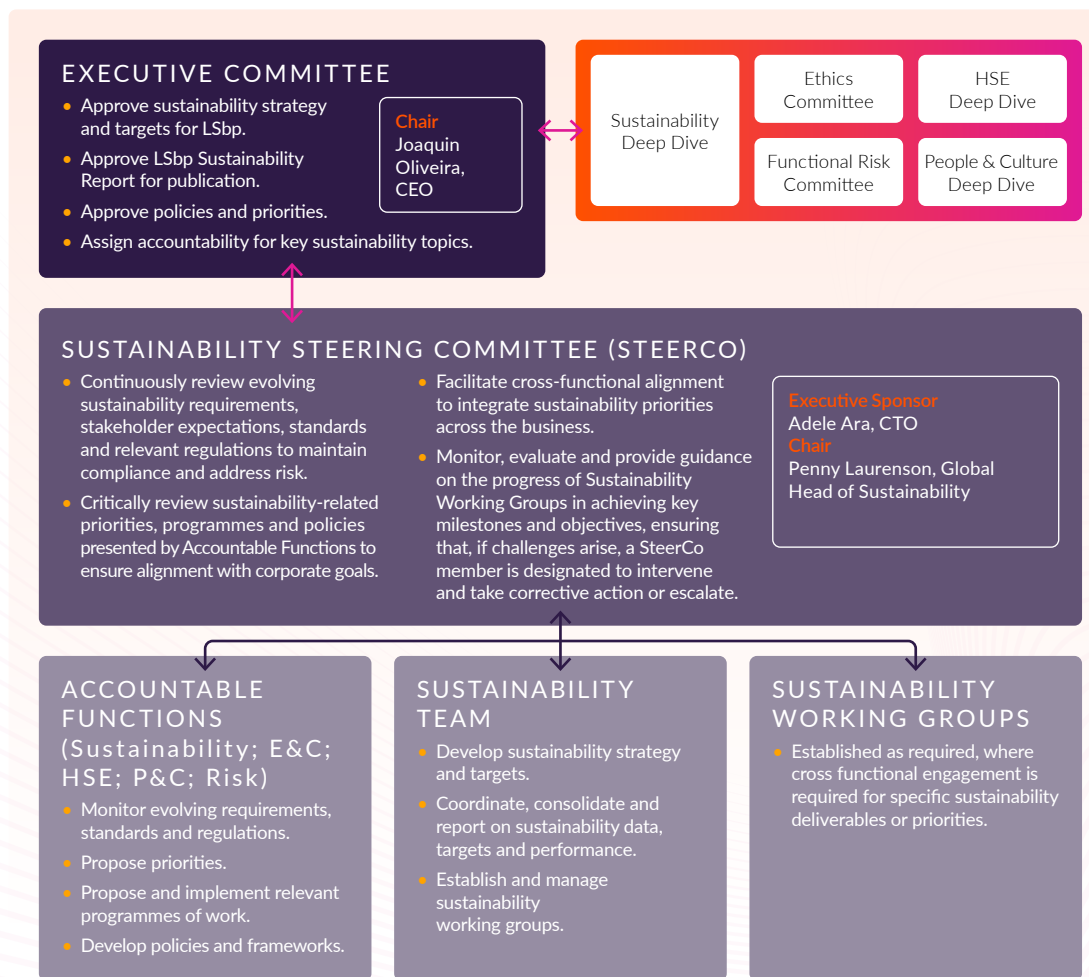 EXECUTIVE COMMITTEE
• Approve sustainability strategy
and targets for LSbp.
• Approve LSbp Sustainability
Report for publication.
• Approve policies and priorities.
• Assign accountability for key sustainability topics.
Chair
Joaquin
Oliveira,
CEO
Sustainability
Deep Dive
Ethics
Committee
HSE
Deep Dive
Functional Risk
Committee
People & Culture
Deep Dive
SUSTAINABILITY STEERING COMMITTEE (STEERCO)
• Continuously review evolving
sustainability requirements,
stakeholder expectations, standards
and relevant regulations to maintain
compliance and address risk.
• Critically review sustainability-related
priorities, programmes and policies
presented by Accountable Functions to
ensure alignment with corporate goals.
• Facilitate cross-functional alignment
to integrate sustainability priorities
across the business.
• Monitor, evaluate and provide guidance
on the progress of Sustainability
Working Groups in achieving key
milestones and objectives, ensuring
that, if challenges arise, a SteerCo
member is designated to intervene
and take corrective action or escalate.
Executive Sponsor
Adele Ara, CTO
Chair
Penny Laurenson, Global
Head of Sustainability
ACCOUNTABLE
FUNCTIONS
(Sustainability; E&C;
HSE; P&C; Risk)
• Monitor evolving requirements,
standards and regulations.
• Propose priorities.
• Propose and implement relevant
programmes of work.
• Develop policies and frameworks.
SUSTAINABILITY
TEAM
• Develop sustainability strategy
and targets.
• Coordinate, consolidate and
report on sustainability data,
targets and performance.
• Establish and manage
sustainability
working groups.
SUSTAINABILITY
WORKING GROUPS
• Established as required, where
cross functional engagement is
required for specific sustainability
deliverables or priorities.